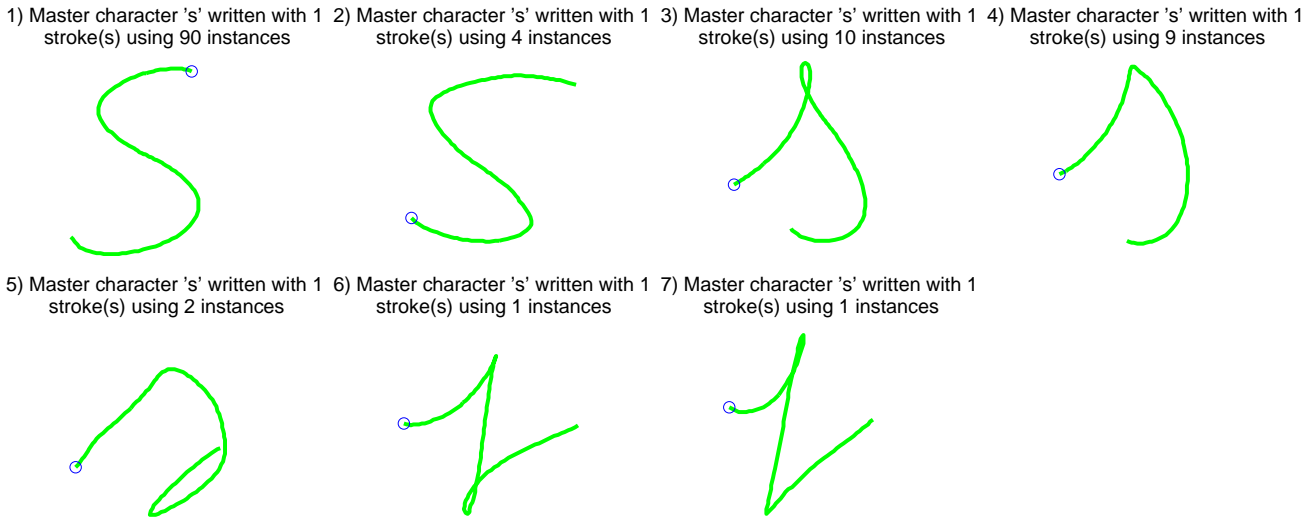 1) Master character 's' written with 1
stroke(s) using 90 instances
2) Master character 's' written with 1
stroke(s) using 4 instances
3) Master character 's' written with 1
stroke(s) using 10 instances
4) Master character 's' written with 1
stroke(s) using 9 instances
5) Master character 's' written with 1
stroke(s) using 2 instances
6) Master character 's' written with 1
stroke(s) using 1 instances
7) Master character 's' written with 1
stroke(s) using 1 instances